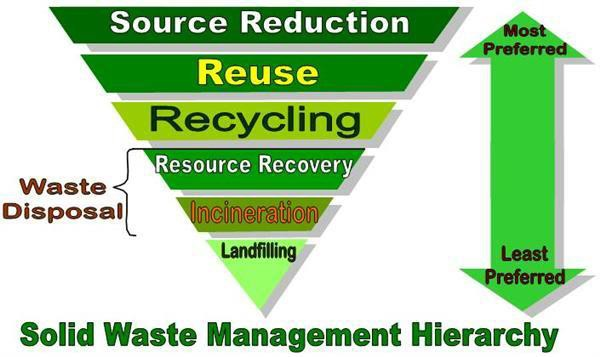 Source Reduction
Reuse
Recycling
Resource Recovery
Incineration
Landfilling
Waste
Disposal
Most
Preferred
Least
Preferred
Solid Waste Management Hierarchy